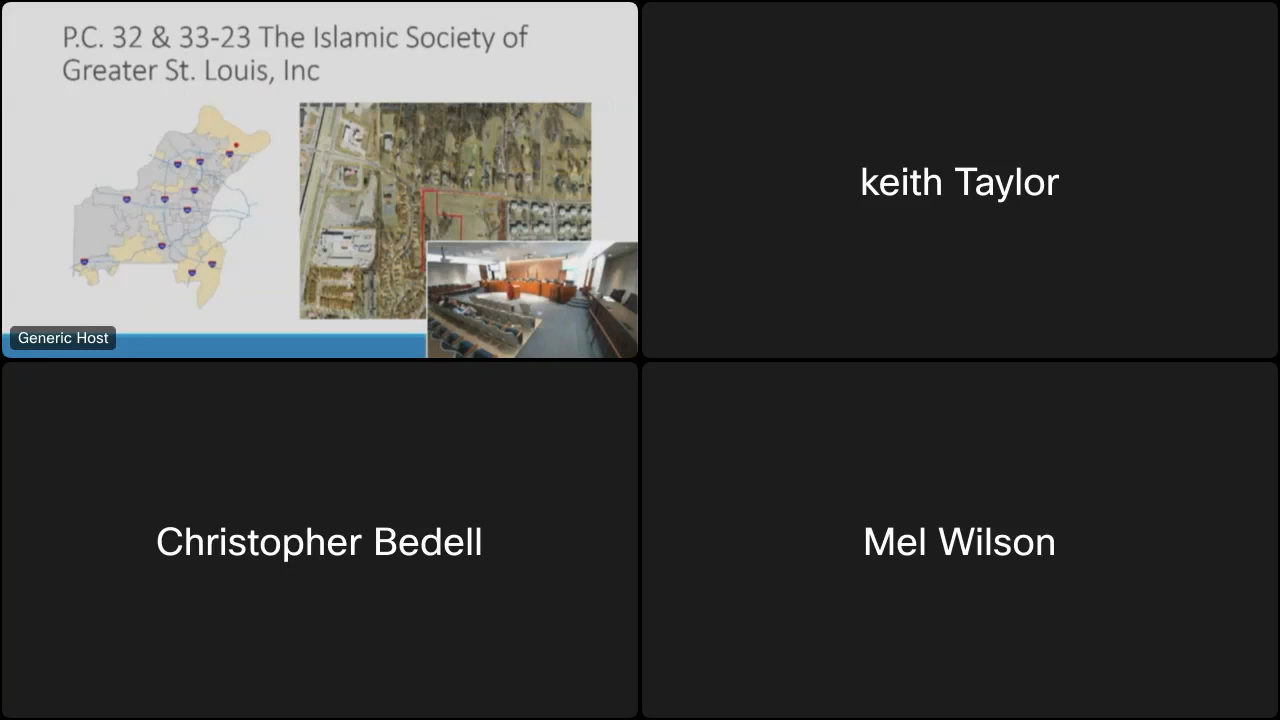 P.C. 32 & 33-23 The Islamic Society of
Greater St. Louis, Inc
Generic Host
keith Taylor
Christopher Bedell
Mel Wilson